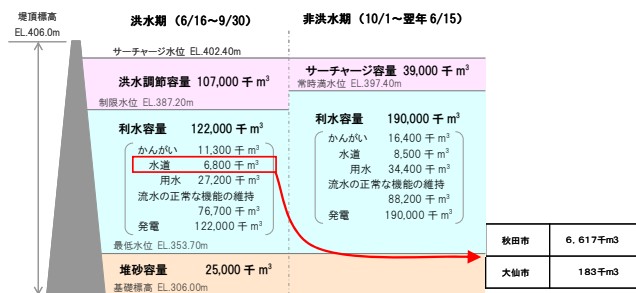 堤頂標高
EL.406.0m
洪水期 (6/16～9/30)
非洪水期 (10/1～翌年 6/15)
サーチャージ水位 EL.402.40m
洪水調節容量 107,000 千 m³
制限水位 EL.387.20m
サーチャージ容量 39,000 千 m³
常時満水位 EL.397.40m
利水容量 122,000 千 m³
かんがい 11,300 千 m³
水道 6,800 千 m³
用水 27,200 千 m³
流水の正常な機能の維持
76,700 千 m³
発電 122,000 千 m³
最低水位 EL.353.70m
利水容量 190,000 千 m³
かんがい 16,400 千 m³
水道 8,500 千 m³
用水 34,400 千 m³
流水の正常な機能の維持
88,200 千 m³
発電 190,000 千 m³
堆砂容量 25,000 千 m³
基礎標高 EL.306.00m
秋田市 6,617千m3
大仙市 183千m3